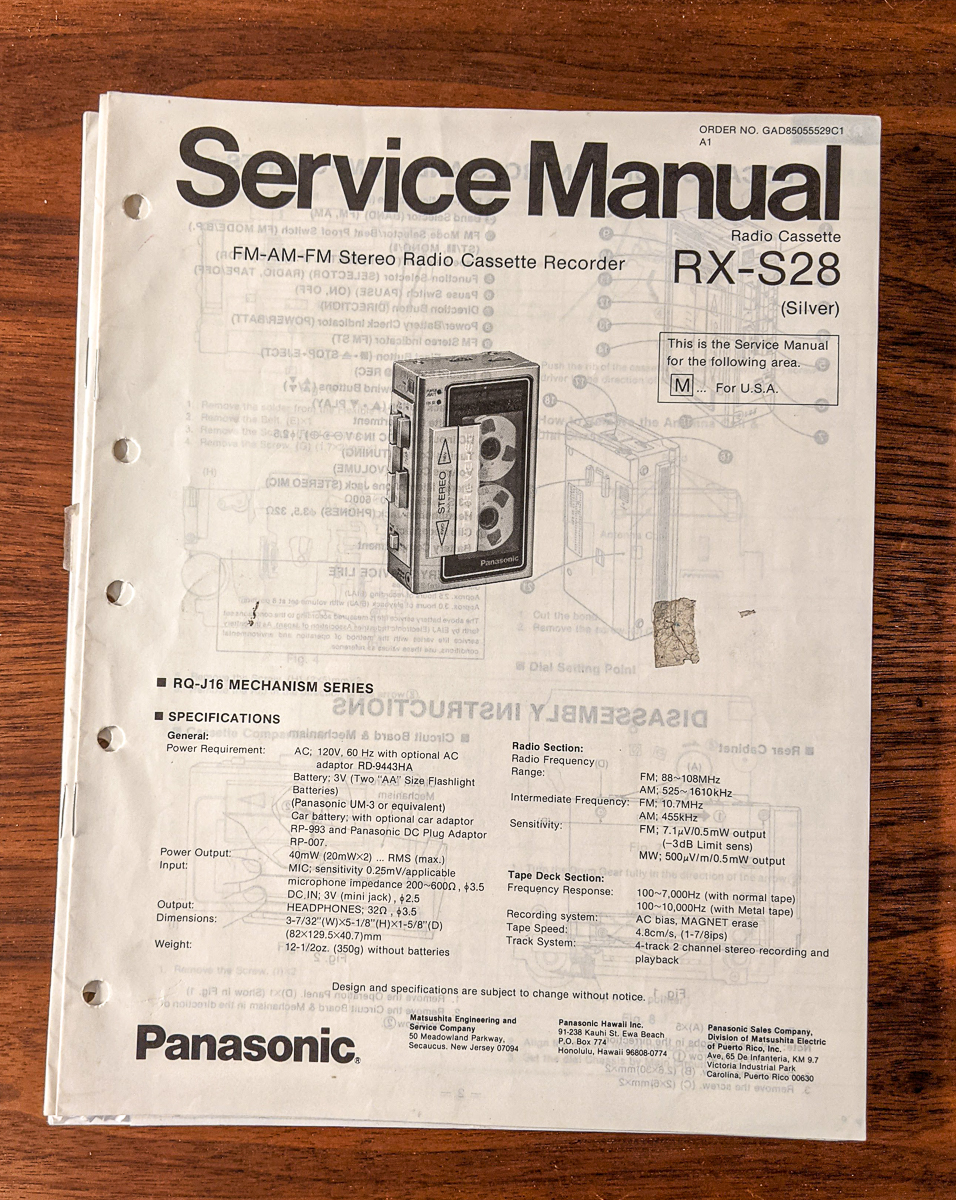 ORDER NO. GAD85055529C1
A1
Service Manual
Radio Cassette
FM-AM-FM Stereo Radio Cassette Recorder
RX-S28
(Silver)
This is the Service Manual
for the following area.
M ... For U.S.A.
STEREO
Panasonic
■ RQ-J16 MECHANISM SERIES
■ SPECIFICATIONS
General:
Power Requirement: AC; 120V, 60 Hz with optional AC
adaptor RD-9443HA
Battery; 3V (Two "AA" Size Flashlight
Batteries)
(Panasonic UM-3 or equivalent)
Car battery; with optional car adaptor
RP-993 and Panasonic DC Plug Adaptor
RP-007.
Power Output: 40mW (20mW×2) ... RMS (max.)
Input: MIC; sensitivity 0.25mV/applicable
microphone impedance 200~600Ω, ϕ3.5
DC IN; 3V (mini jack), ϕ2.5
Output: HEADPHONES; 32Ω, ϕ3.5
Dimensions: 3-7/32"(W)×5-1/8"(H)×1-5/8"(D)
(82×129.5×40.7)mm
Weight: 12-1/2oz. (350g) without batteries
Radio Section:
Radio Frequency
Range: FM; 88~108MHz
AM; 525~1610kHz
Intermediate Frequency: FM; 10.7MHz
AM; 455kHz
Sensitivity: FM; 7.1μV/0.5mW output
(−3dB Limit sens)
MW; 500μV/m/0.5mW output
Tape Deck Section:
Frequency Response: 100~7,000Hz (with normal tape)
100~10,000Hz (with Metal tape)
Recording system: AC bias, MAGNET erase
Tape Speed: 4.8cm/s, (1-7/8ips)
Track System: 4-track 2 channel stereo recording and
playback
Design and specifications are subject to change without notice.
Panasonic®
Matsushita Engineering and
Service Company
50 Meadowland Parkway,
Secaucus. New Jersey 07094
Panasonic Hawaii Inc.
91-238 Kauhi St. Ewa Beach
P.O. Box 774
Honolulu, Hawaii 96808-0774
Panasonic Sales Company,
Division of Matsushita Electric
of Puerto Rico, Inc.
Ave, 65 De Infanteria, KM 9.7
Victoria Industrial Park
Carolina, Puerto Rico 00630